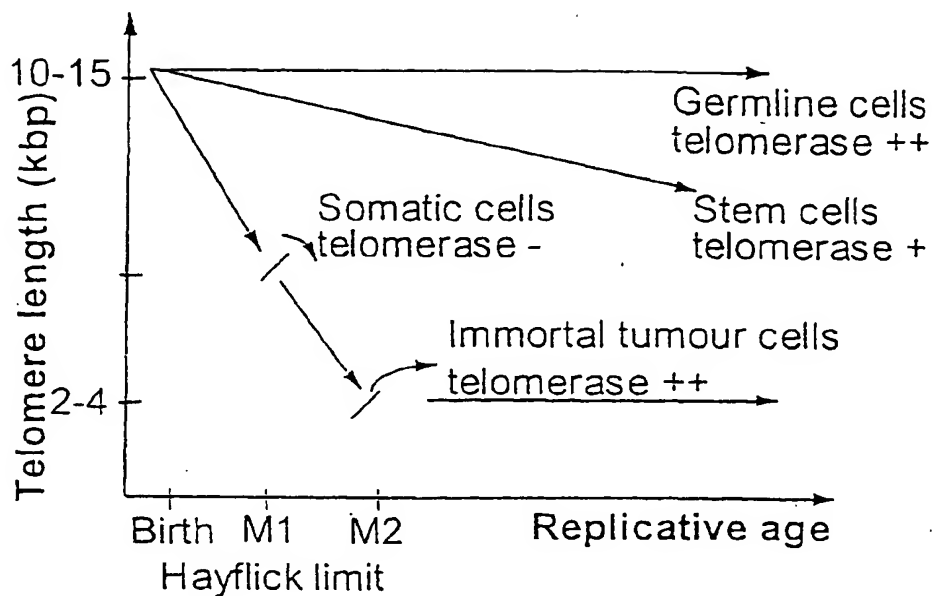 Telomere length (kbp)
10-15
2-4
Germline cells
telomerase ++
Stem cells
telomerase +
Somatic cells
telomerase -
Immortal tumour cells
telomerase ++
Birth M1 M2 Replicative age
Hayflick limit